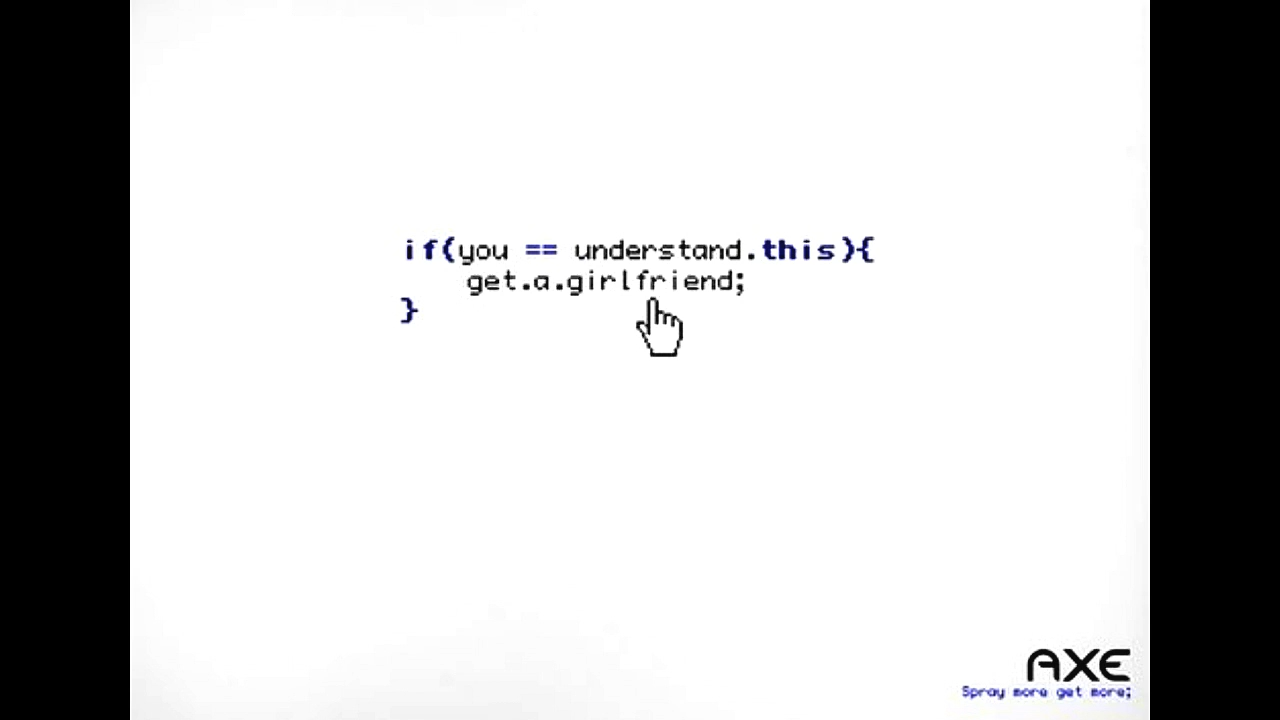 if(you == understand.this){
get.a.girlfriend;
}
AXE
Spray more get more;